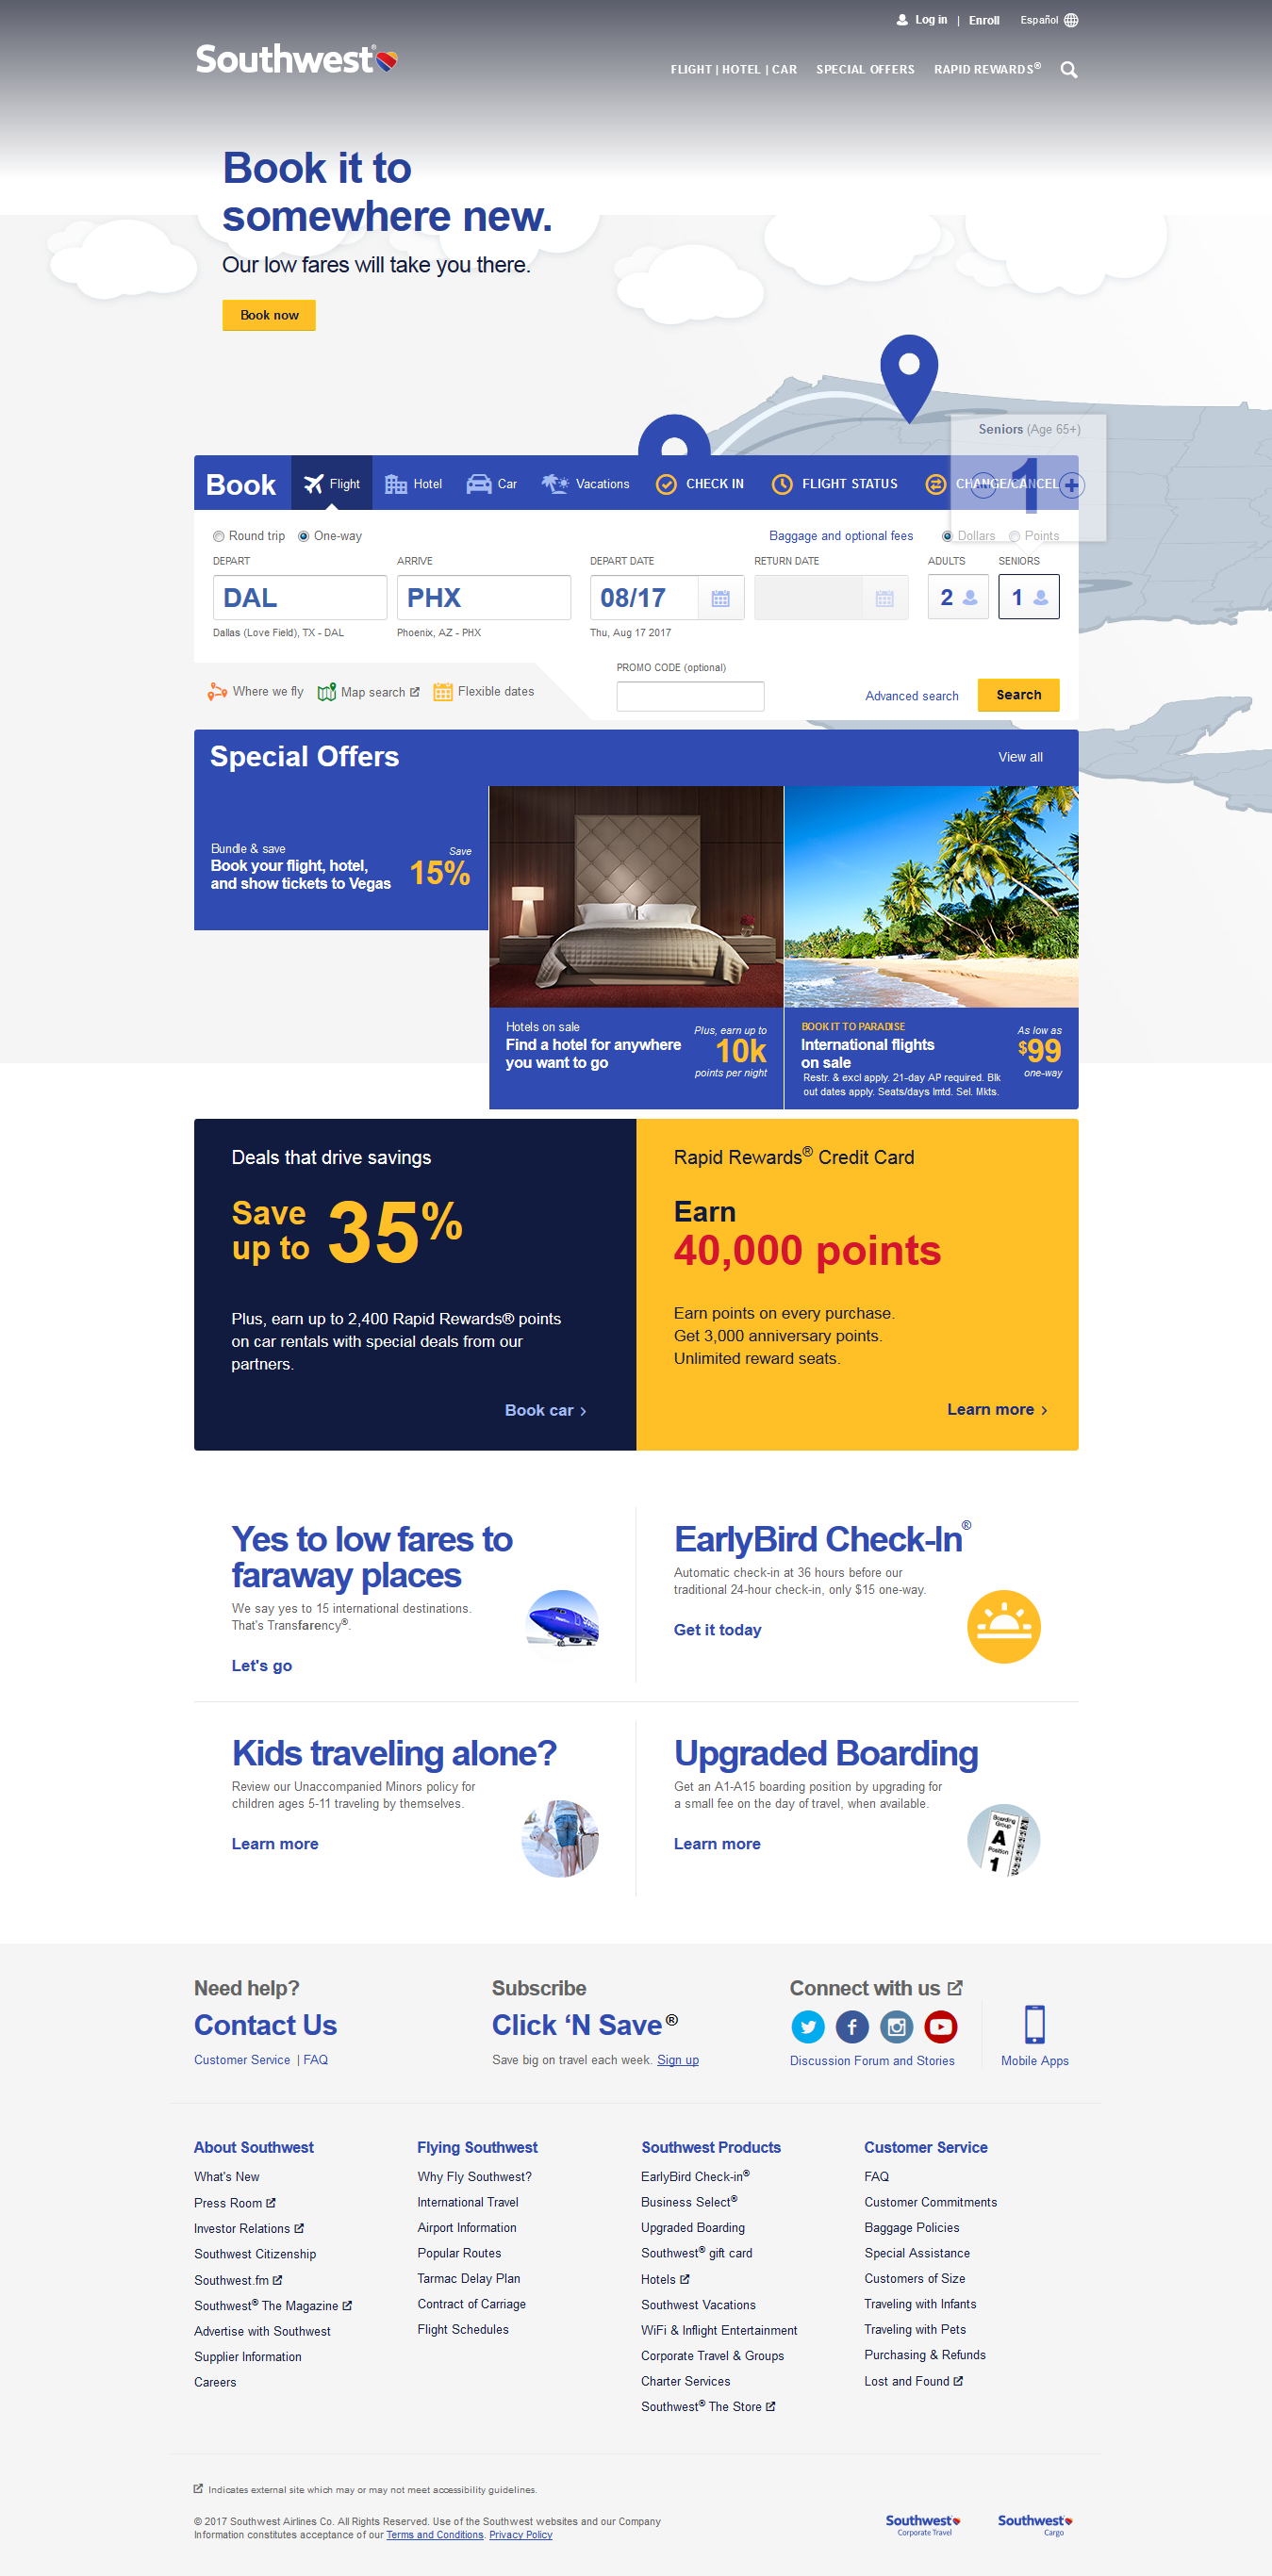 Log in | Enroll Español
Southwest®
FLIGHT | HOTEL | CAR SPECIAL OFFERS RAPID REWARDS®
Book it to
somewhere new.
Our low fares will take you there.
Book now
Seniors (Age 65+)
1
Book Flight Hotel Car Vacations CHECK IN FLIGHT STATUS CHANGE/CANCEL
Round trip One-way Baggage and optional fees Dollars Points
DEPART ARRIVE DEPART DATE RETURN DATE ADULTS SENIORS
DAL PHX 08/17 2 1
Dallas (Love Field), TX - DAL Phoenix, AZ - PHX Thu, Aug 17 2017
PROMO CODE (optional)
Where we fly Map search Flexible dates Advanced search Search
Special Offers View all
Bundle & save
Book your flight, hotel,
and show tickets to Vegas
Save
15%
Hotels on sale
Find a hotel for anywhere
you want to go
Plus, earn up to
10k
points per night
BOOK IT TO PARADISE
International flights
on sale
Restr. & excl apply. 21-day AP required. Blk
out dates apply. Seats/days lmtd. Sel. Mkts.
As low as
$99
one-way
Deals that drive savings
Save
up to 35%
Plus, earn up to 2,400 Rapid Rewards® points
on car rentals with special deals from our
partners.
Book car
Rapid Rewards® Credit Card
Earn
40,000 points
Earn points on every purchase.
Get 3,000 anniversary points.
Unlimited reward seats.
Learn more
Yes to low fares to
faraway places
We say yes to 15 international destinations.
That's Transfarency®.
Let's go
EarlyBird Check-In®
Automatic check-in at 36 hours before our
traditional 24-hour check-in, only $15 one-way.
Get it today
Kids traveling alone?
Review our Unaccompanied Minors policy for
children ages 5-11 traveling by themselves.
Learn more
Upgraded Boarding
Get an A1-A15 boarding position by upgrading for
a small fee on the day of travel, when available.
Learn more
Boarding
Group
A
Position
1
Need help?
Contact Us
Customer Service | FAQ
Subscribe
Click ‘N Save®
Save big on travel each week. Sign up
Connect with us
Discussion Forum and Stories
Mobile Apps
About Southwest
What's New
Press Room
Investor Relations
Southwest Citizenship
Southwest.fm
Southwest® The Magazine
Advertise with Southwest
Supplier Information
Careers
Flying Southwest
Why Fly Southwest?
International Travel
Airport Information
Popular Routes
Tarmac Delay Plan
Contract of Carriage
Flight Schedules
Southwest Products
EarlyBird Check-in®
Business Select®
Upgraded Boarding
Southwest® gift card
Hotels
Southwest Vacations
WiFi & Inflight Entertainment
Corporate Travel & Groups
Charter Services
Southwest® The Store
Customer Service
FAQ
Customer Commitments
Baggage Policies
Special Assistance
Customers of Size
Traveling with Infants
Traveling with Pets
Purchasing & Refunds
Lost and Found
Indicates external site which may or may not meet accessibility guidelines.
© 2017 Southwest Airlines Co. All Rights Reserved. Use of the Southwest websites and our Company
Information constitutes acceptance of our Terms and Conditions. Privacy Policy
Southwest
Corporate Travel
Southwest
Cargo